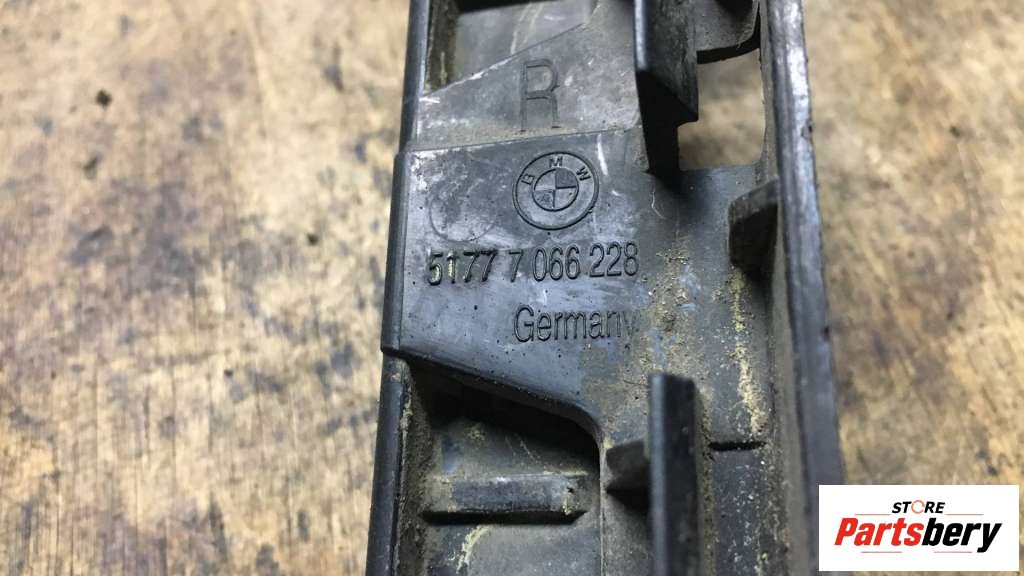 R
BMW
5177 7 066 228
Germany
STORE
Partsbery